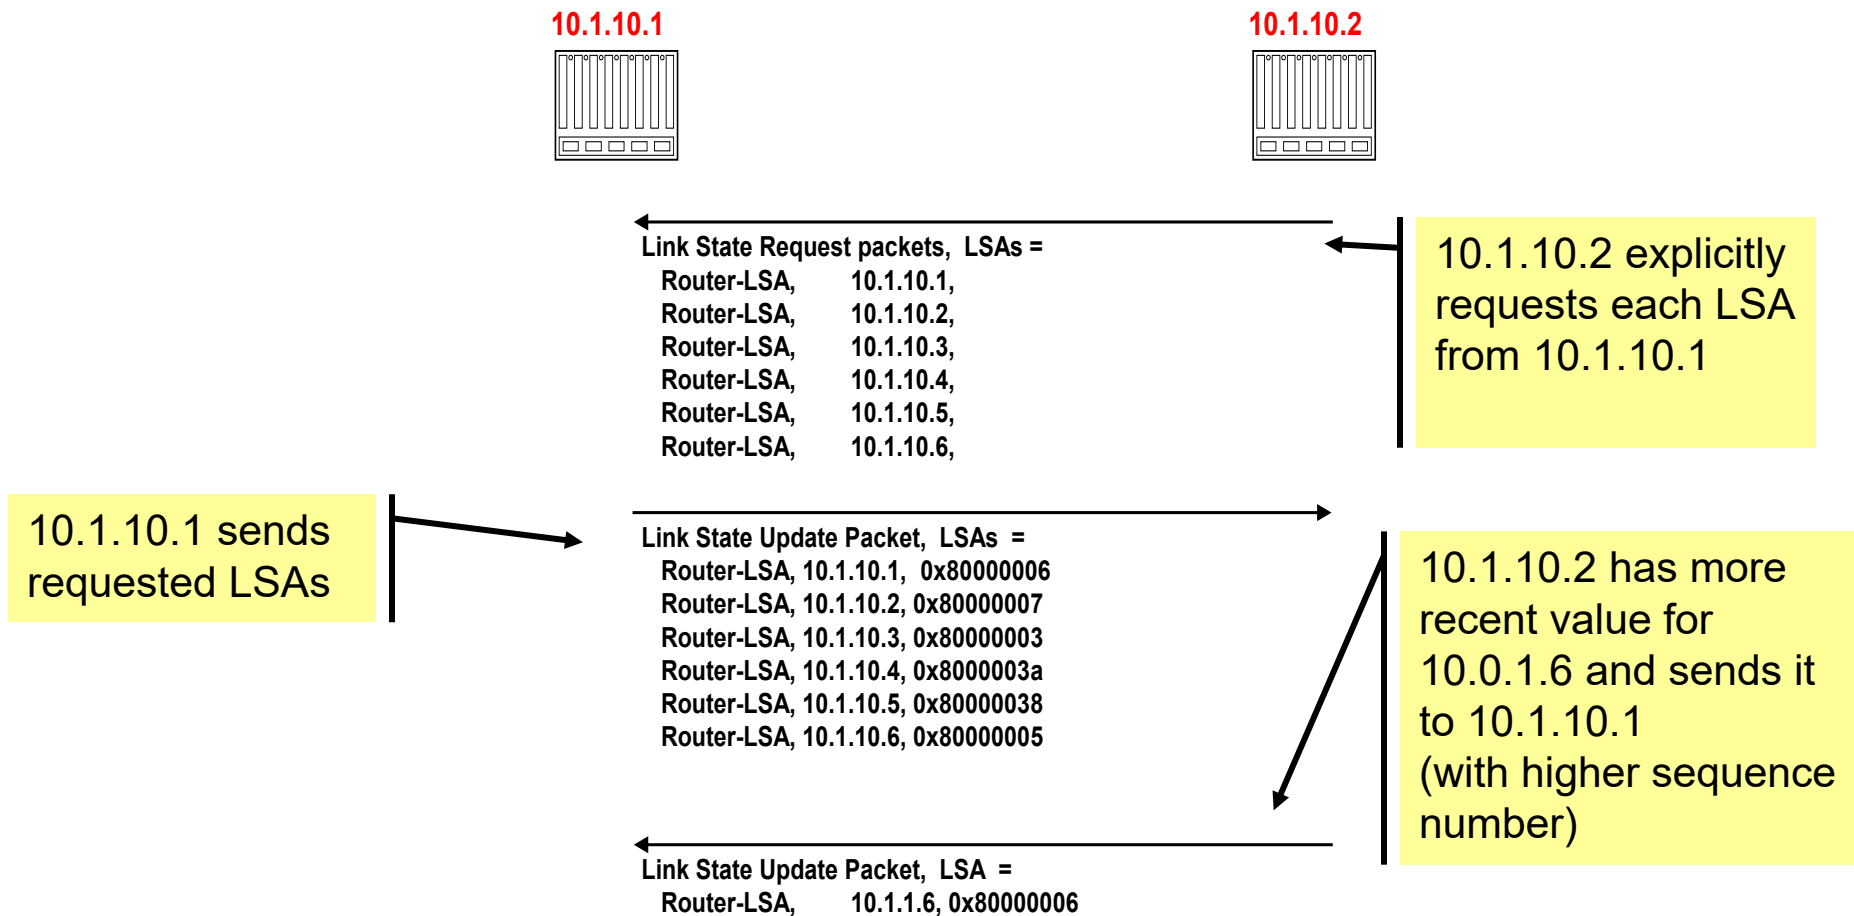 10.1.10.1
10.1.10.2
Link State Request packets, LSAs =
Router-LSA, 10.1.10.1,
Router-LSA, 10.1.10.2,
Router-LSA, 10.1.10.3,
Router-LSA, 10.1.10.4,
Router-LSA, 10.1.10.5,
Router-LSA, 10.1.10.6,
10.1.10.2 explicitly
requests each LSA
from 10.1.10.1
10.1.10.1 sends
requested LSAs
Link State Update Packet, LSAs =
Router-LSA, 10.1.10.1, 0x80000006
Router-LSA, 10.1.10.2, 0x80000007
Router-LSA, 10.1.10.3, 0x80000003
Router-LSA, 10.1.10.4, 0x8000003a
Router-LSA, 10.1.10.5, 0x80000038
Router-LSA, 10.1.10.6, 0x80000005
10.1.10.2 has more
recent value for
10.0.1.6 and sends it
to 10.1.10.1
(with higher sequence
number)
Link State Update Packet, LSA =
Router-LSA, 10.1.1.6, 0x80000006